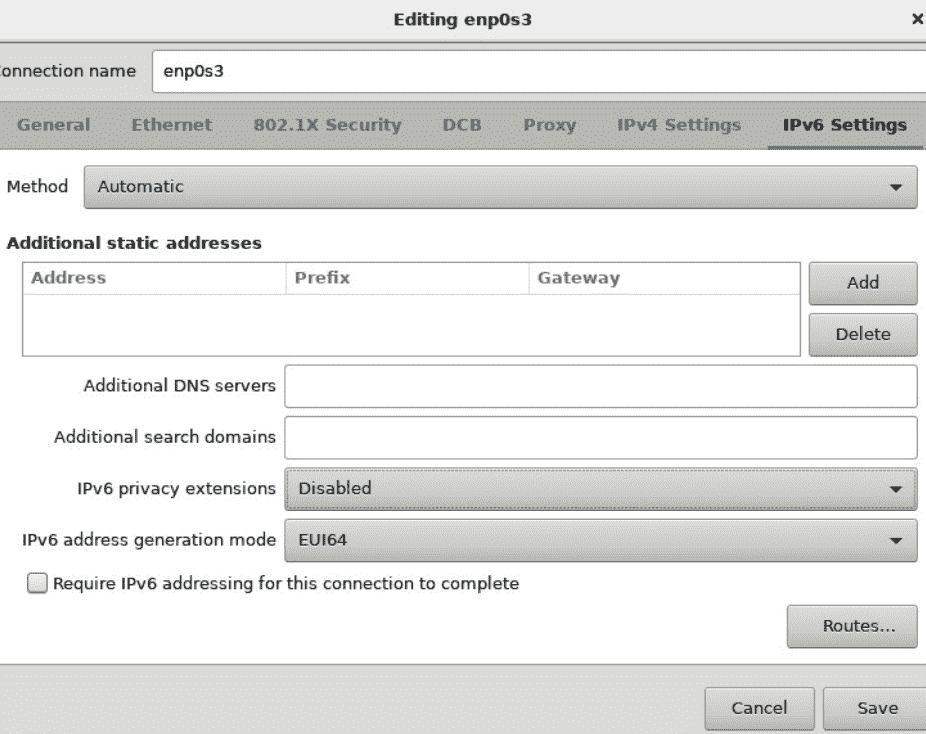 Editing enp0s3
onnection name enp0s3
General Ethernet 802.1X Security DCB Proxy IPv4 Settings IPv6 Settings
Method Automatic
Additional static addresses
Address Prefix Gateway
Add
Delete
Additional DNS servers
Additional search domains
IPv6 privacy extensions Disabled
IPv6 address generation mode EUI64
Require IPv6 addressing for this connection to complete
Routes...
Cancel Save